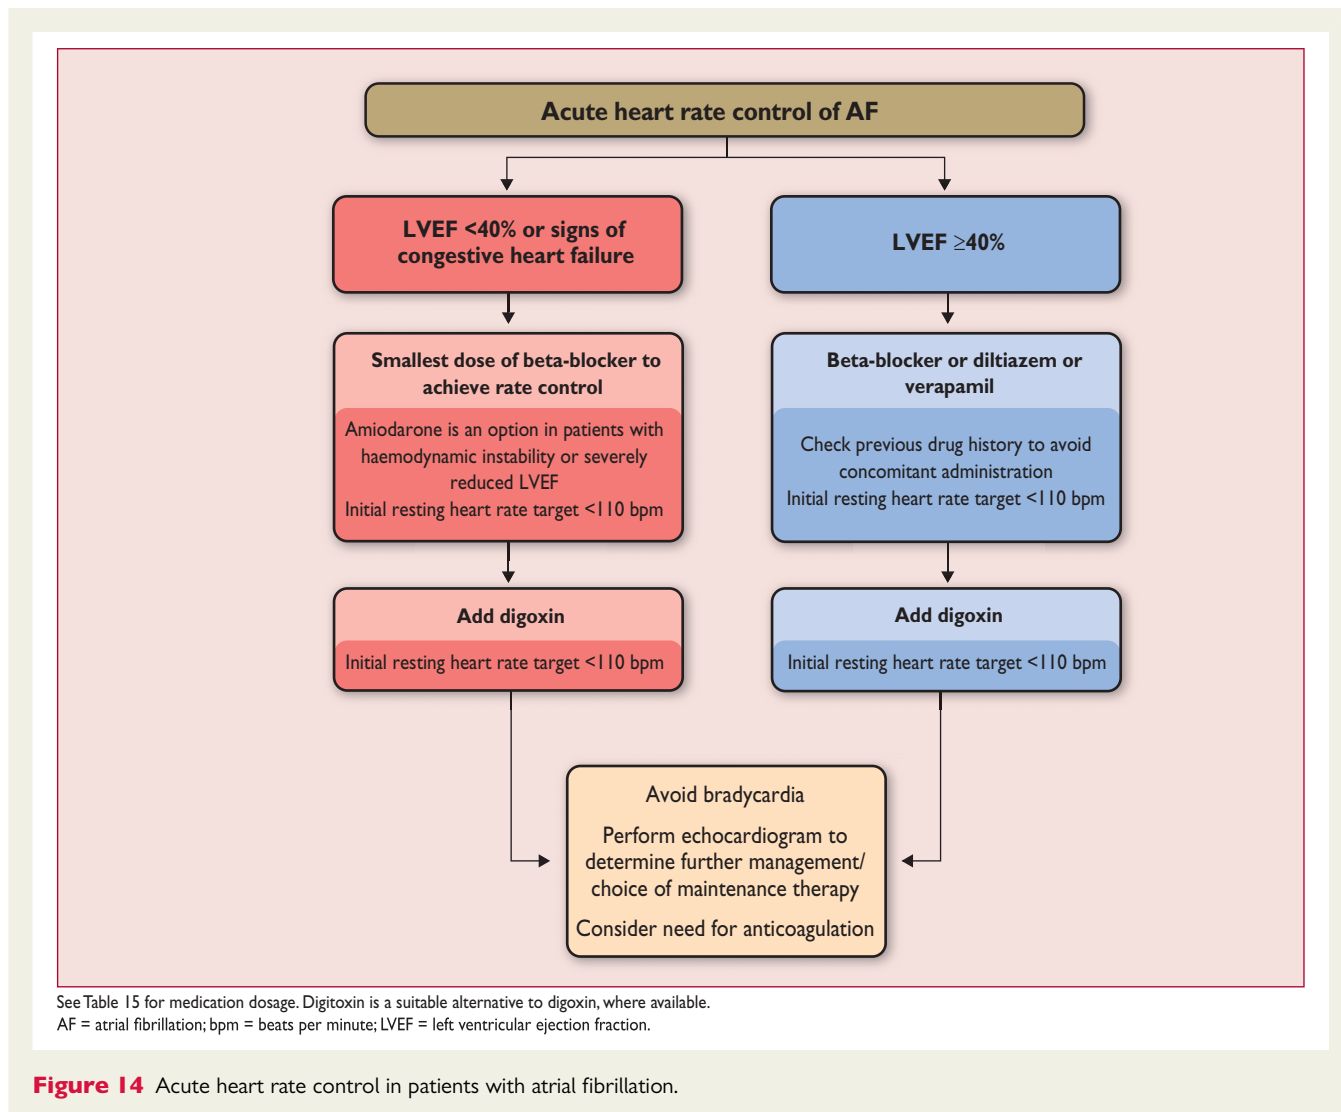 Acute heart rate control of AF
LVEF <40% or signs of
congestive heart failure
LVEF ≥40%
Smallest dose of beta-blocker to
achieve rate control
Amiodarone is an option in patients with
haemodynamic instability or severely
reduced LVEF
Initial resting heart rate target <110 bpm
Beta-blocker or diltiazem or
verapamil
Check previous drug history to avoid
concomitant administration
Initial resting heart rate target <110 bpm
Add digoxin
Initial resting heart rate target <110 bpm
Add digoxin
Initial resting heart rate target <110 bpm
Avoid bradycardia
Perform echocardiogram to
determine further management/
choice of maintenance therapy
Consider need for anticoagulation
See Table 15 for medication dosage. Digitoxin is a suitable alternative to digoxin, where available.
AF = atrial fibrillation; bpm = beats per minute; LVEF = left ventricular ejection fraction.
Figure 14 Acute heart rate control in patients with atrial fibrillation.